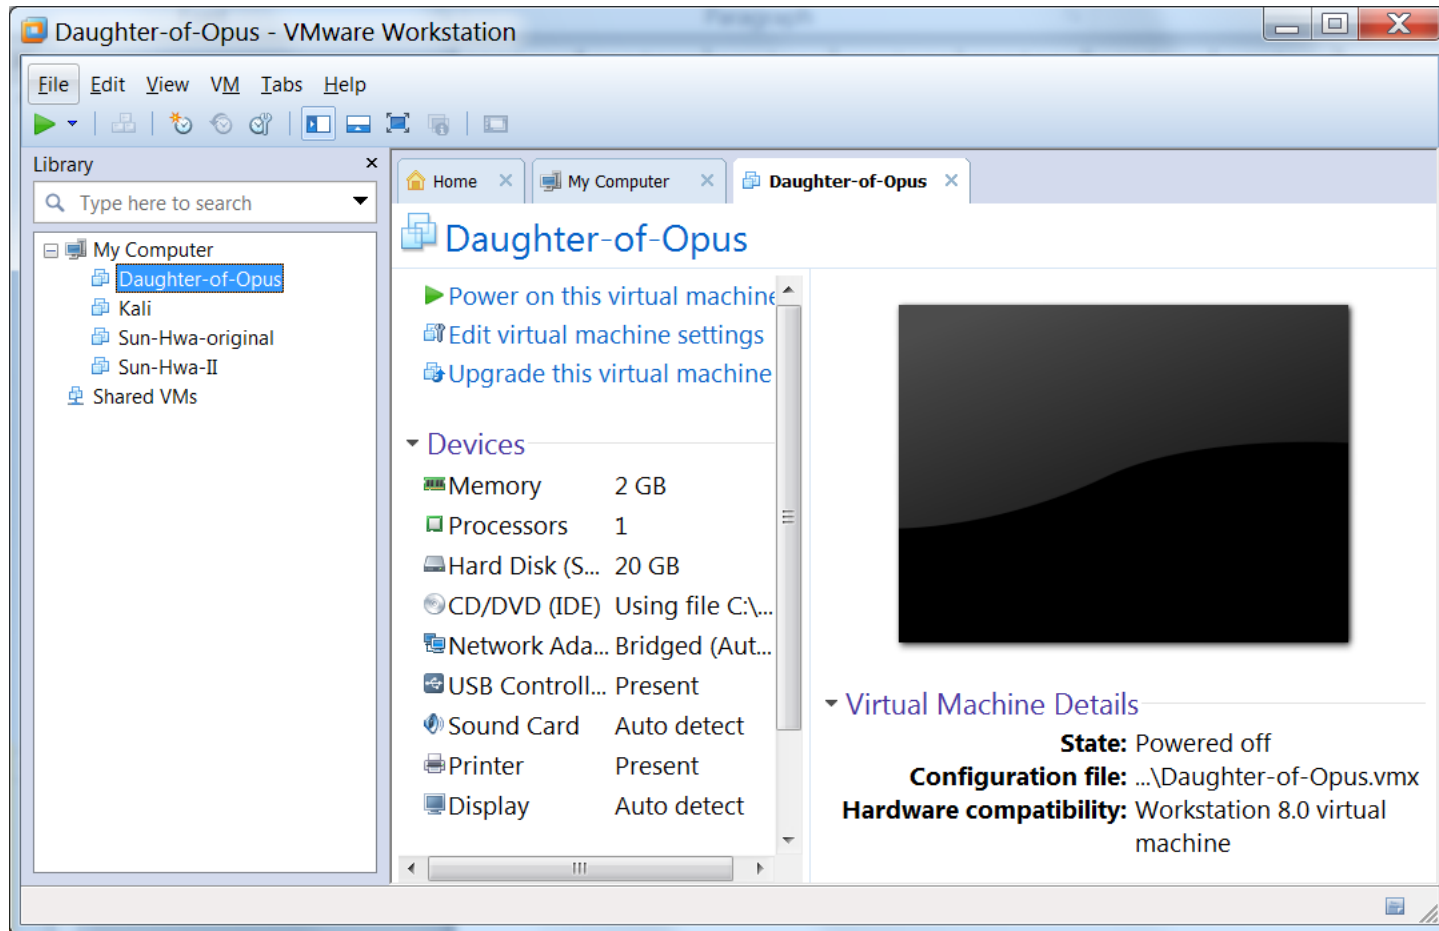 Daughter-of-Opus - VMware Workstation
File Edit View VM Tabs Help
Library
Type here to search
My Computer
Daughter-of-Opus
Kali
Sun-Hwa-original
Sun-Hwa-II
Shared VMs
Home My Computer Daughter-of-Opus
Daughter-of-Opus
Power on this virtual machine
Edit virtual machine settings
Upgrade this virtual machine
Devices
Memory 2 GB
Processors 1
Hard Disk (S... 20 GB
CD/DVD (IDE) Using file C:\...
Network Ada... Bridged (Aut...
USB Controll... Present
Sound Card Auto detect
Printer Present
Display Auto detect
Virtual Machine Details
State: Powered off
Configuration file: ...\Daughter-of-Opus.vmx
Hardware compatibility: Workstation 8.0 virtual
machine